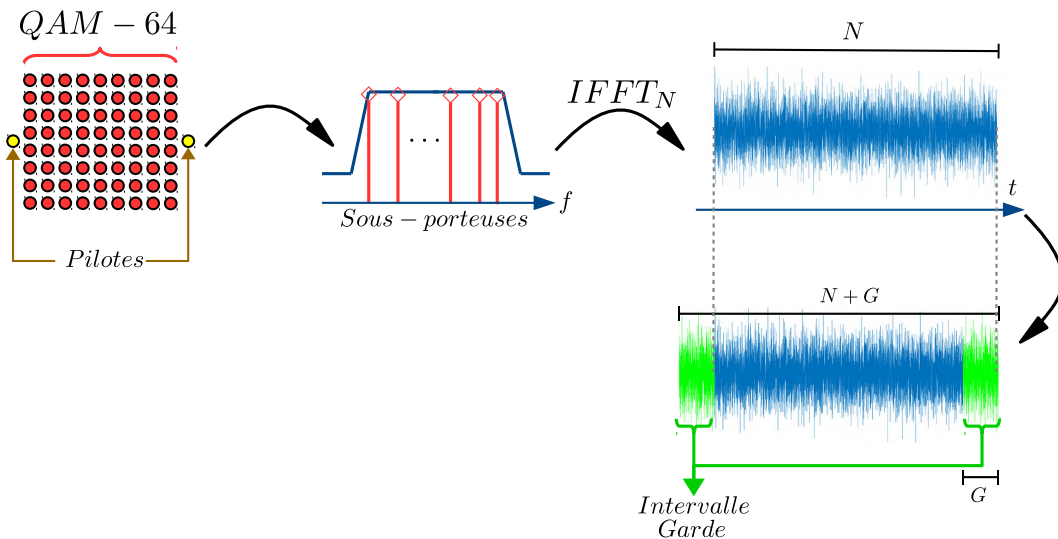 QAM − 64
Pilotes
· · ·
f
Sous − porteuses
IFFT_N
N
t
N + G
G
Intervalle
Garde